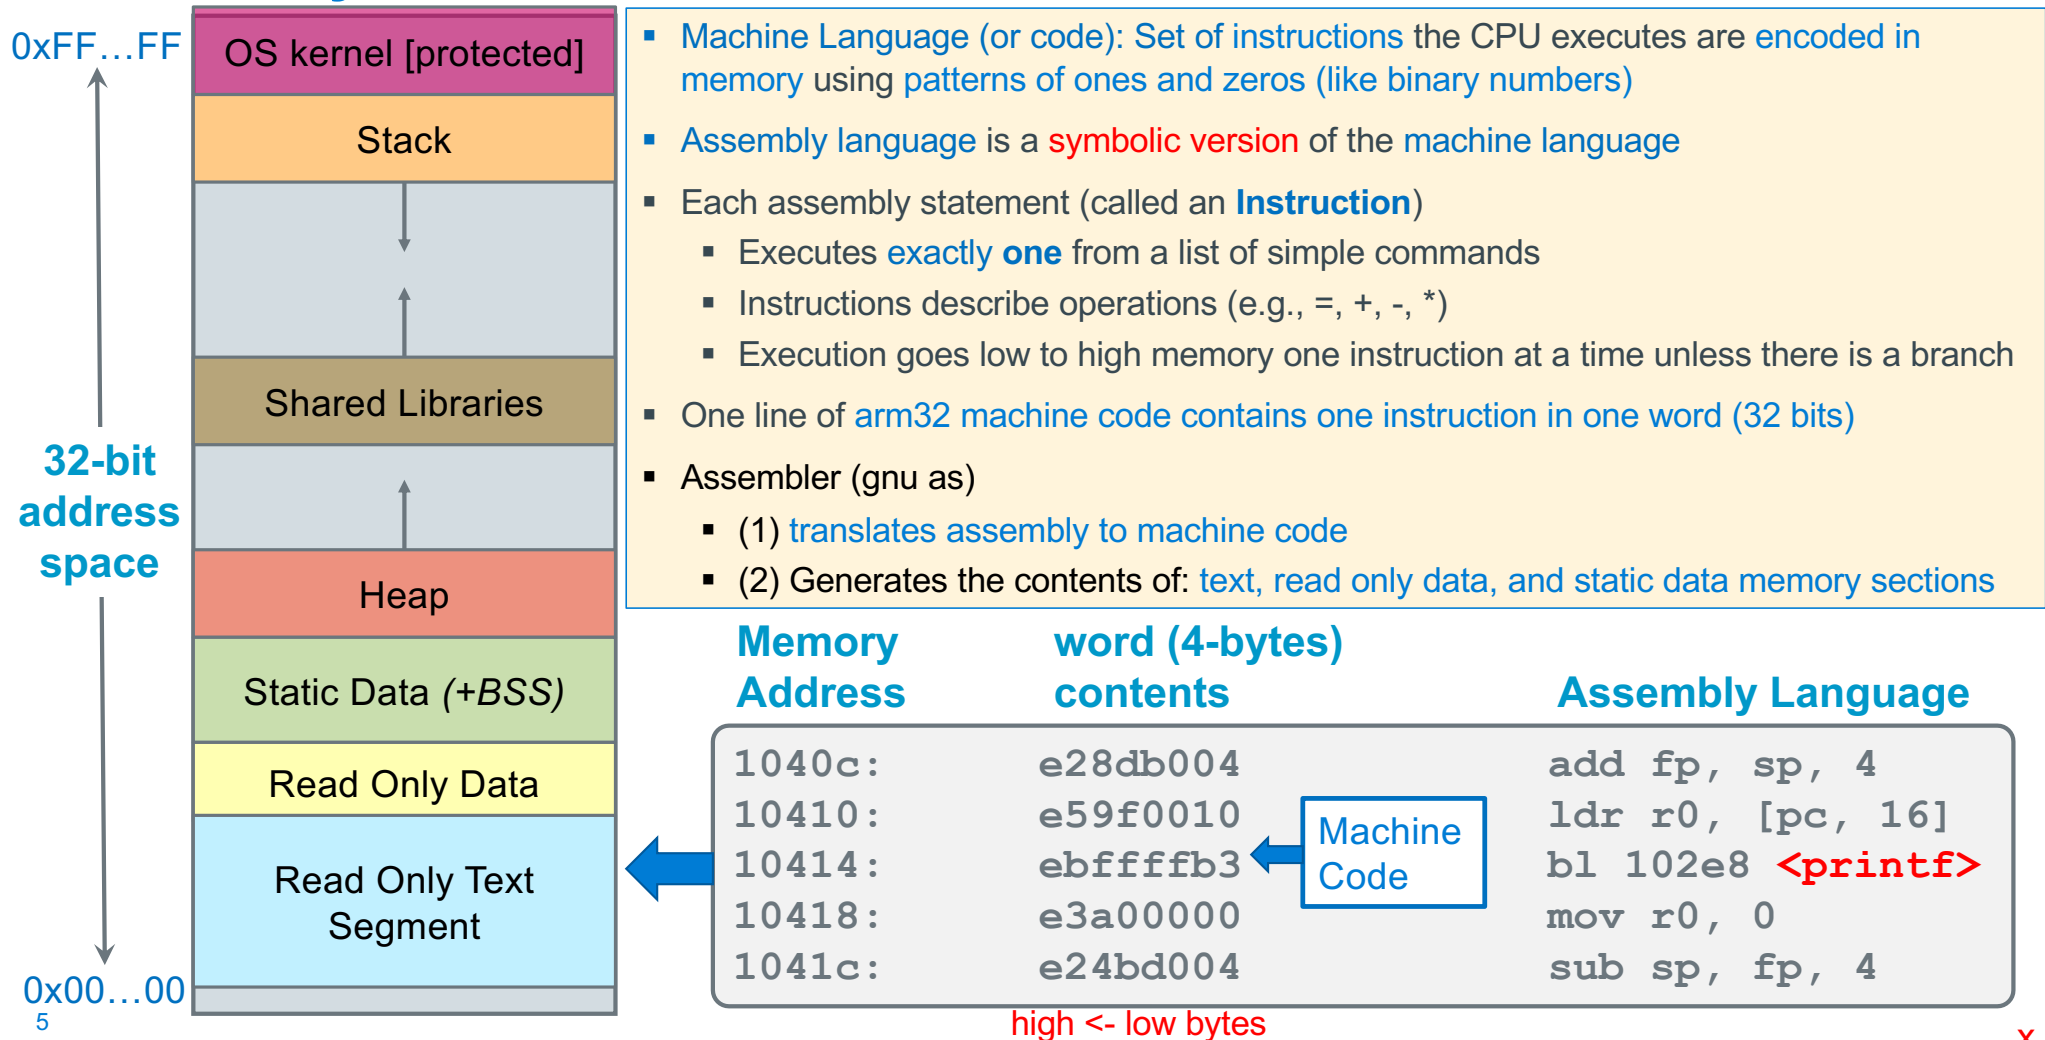 0xFF…FF
OS kernel [protected]
Stack
Shared Libraries
32-bit
address
space
Heap
Static Data (+BSS)
Read Only Data
Read Only Text
Segment
0x00…00
5
▪ Machine Language (or code): Set of instructions the CPU executes are encoded in
memory using patterns of ones and zeros (like binary numbers)
▪ Assembly language is a symbolic version of the machine language
▪ Each assembly statement (called an Instruction)
▪ Executes exactly one from a list of simple commands
▪ Instructions describe operations (e.g., =, +, -, *)
▪ Execution goes low to high memory one instruction at a time unless there is a branch
▪ One line of arm32 machine code contains one instruction in one word (32 bits)
▪ Assembler (gnu as)
▪ (1) translates assembly to machine code
▪ (2) Generates the contents of: text, read only data, and static data memory sections
Memory word (4-bytes)
Address contents Assembly Language
1040c: e28db004 add fp, sp, 4
10410: e59f0010 ldr r0, [pc, 16]
10414: ebffffb3 bl 102e8 <printf>
10418: e3a00000 mov r0, 0
1041c: e24bd004 sub sp, fp, 4
Machine
Code
high <- low bytes